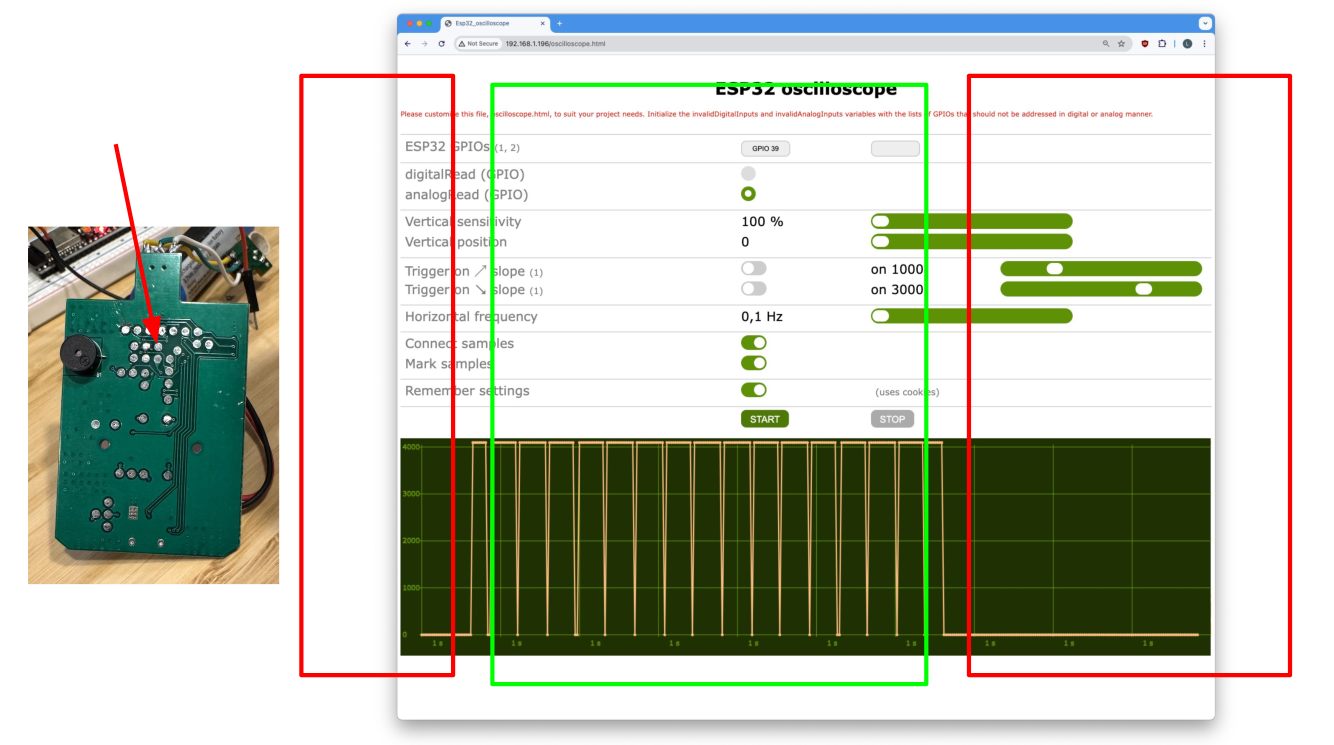 Esp32_oscilloscope
Not Secure 192.168.1.196/oscilloscope.html
L
ESP32 oscilloscope
Please customize this file, oscilloscope.html, to suit your project needs. Initialize the invalidDigitalInputs and invalidAnalogInputs variables with the lists of GPIOs that should not be addressed in digital or analog manner.
ESP32 GPIOs (1, 2) GPIO 39
digitalRead (GPIO)
analogRead (GPIO)
Vertical sensitivity 100 %
Vertical position 0
Trigger on ↗ slope (1) on 1000
Trigger on ↘ slope (1) on 3000
Horizontal frequency 0,1 Hz
Connect samples
Mark samples
Remember settings (uses cookies)
START STOP
4000
3000
2000
1000
0
1 s 1 s 1 s 1 s 1 s 1 s 1 s 1 s 1 s 1 s